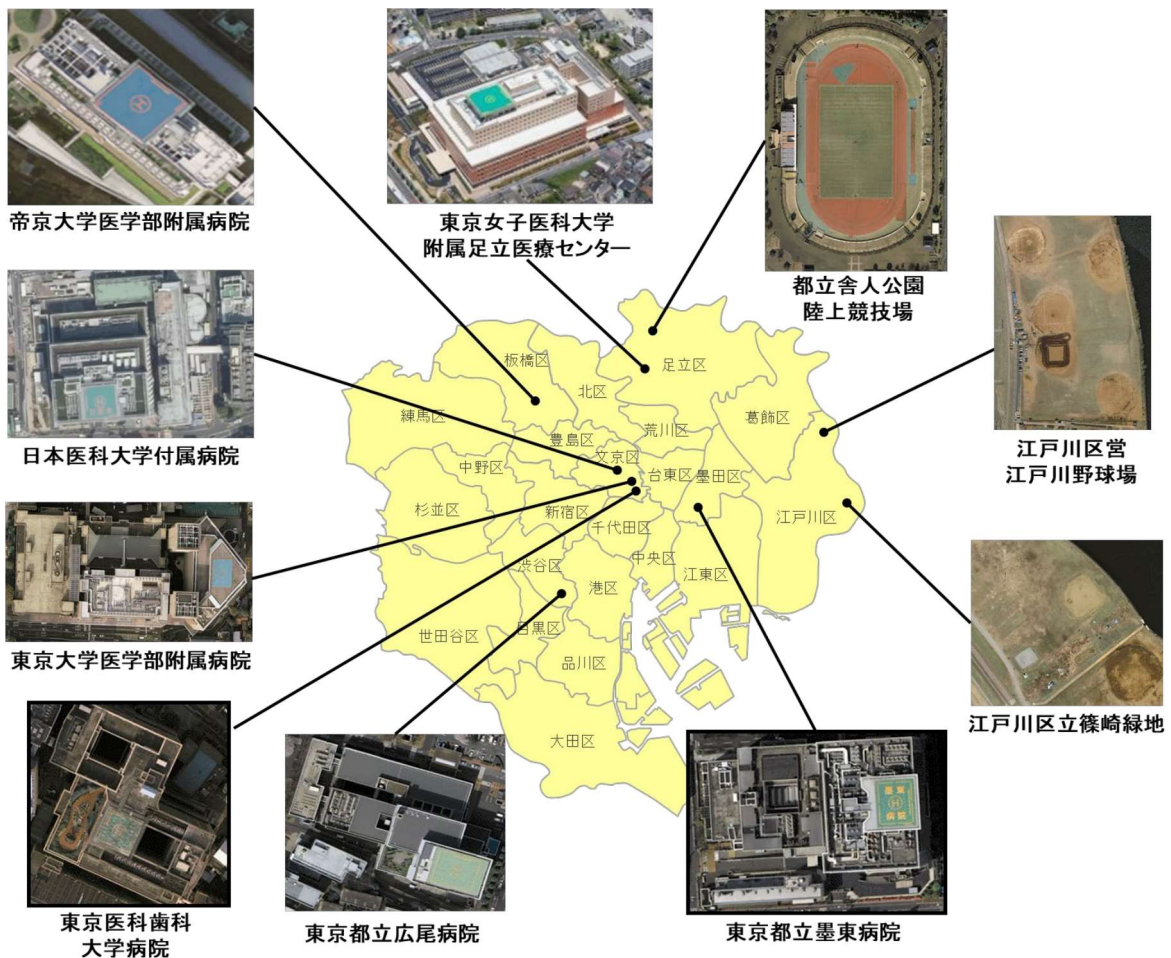 帝京大学医学部附属病院
東京女子医科大学
附属足立医療センター
都立舎人公園
陸上競技場
日本医科大学付属病院
江戸川区営
江戸川野球場
東京大学医学部附属病院
江戸川区立篠崎緑地
東京医科歯科
大学病院
東京都立広尾病院
東京都立墨東病院
板橋区
北区
足立区
練馬区
豊島区
荒川区
葛飾区
中野区
文京区
台東区
墨田区
杉並区
新宿区
千代田区
江戸川区
渋谷区
港区
中央区
江東区
世田谷区
目黒区
品川区
大田区
H
墨東
H
病院